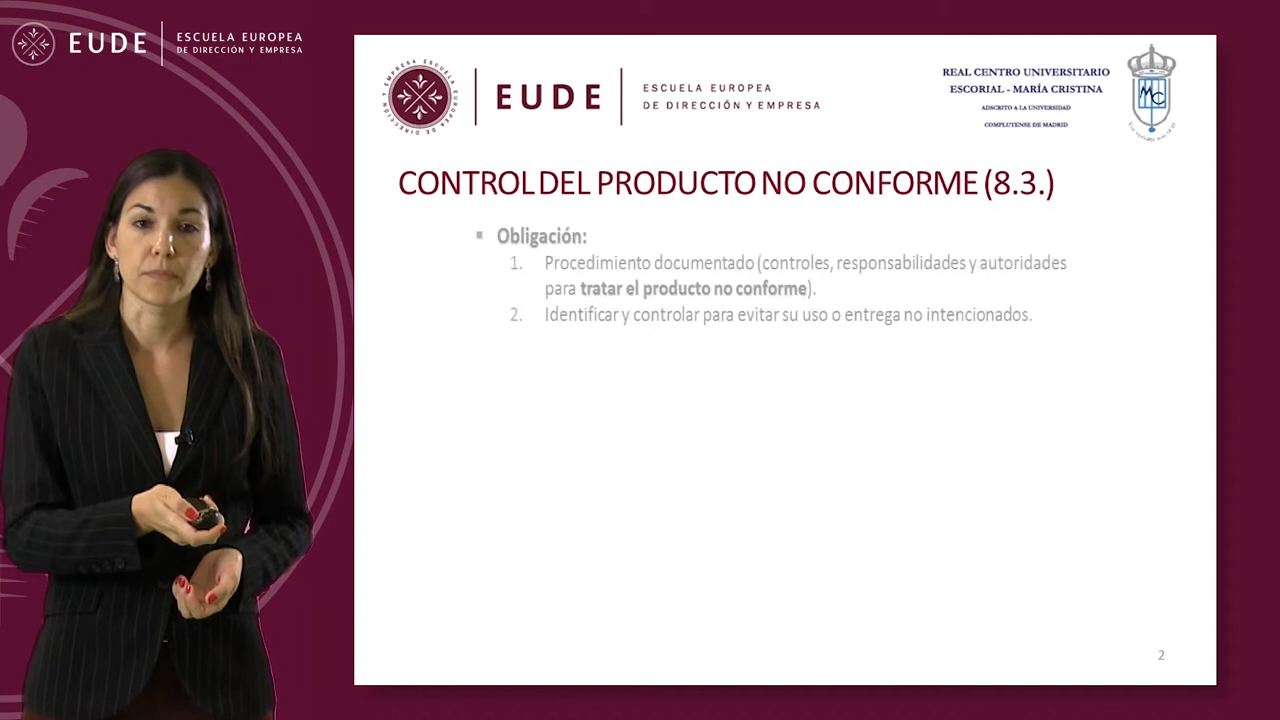 EUDE
ESCUELA EUROPEA
DE DIRECCIÓN Y EMPRESA
EUDE
ESCUELA EUROPEA
DE DIRECCIÓN Y EMPRESA
REAL CENTRO UNIVERSITARIO
ESCORIAL - MARÍA CRISTINA
ADSCRITO A LA UNIVERSIDAD
COMPLUTENSE DE MADRID
CONTROL DEL PRODUCTO NO CONFORME (8.3.)
▪ Obligación:
1. Procedimiento documentado (controles, responsabilidades y autoridades
para tratar el producto no conforme).
2. Identificar y controlar para evitar su uso o entrega no intencionados.
2